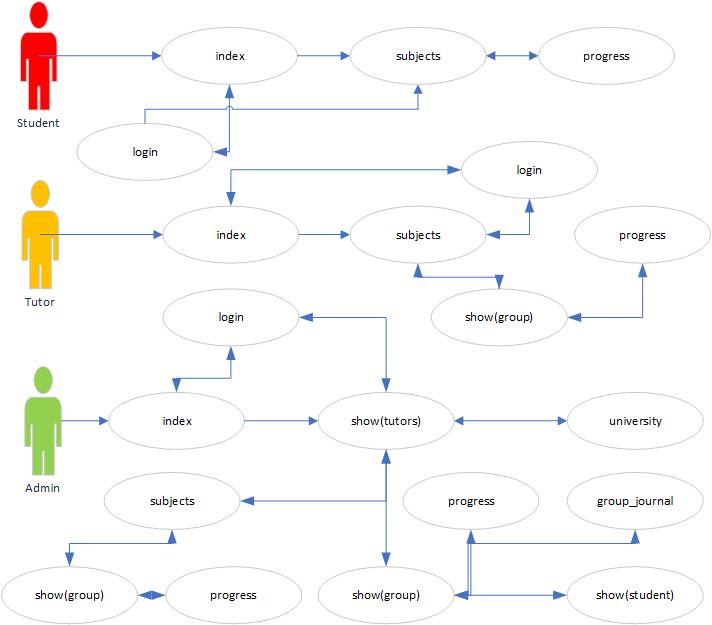 index
subjects
progress
Student
login
login
index
subjects
progress
Tutor
login
show(group)
index
show(tutors)
university
Admin
subjects
progress
group_journal
show(group)
progress
show(group)
show(student)